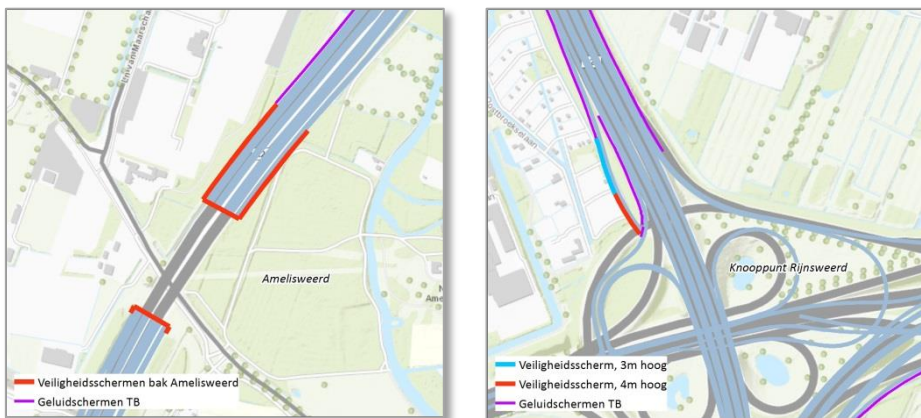 Amelisweerd
Veiligheidsschermen bak Amelisweerd
Geluidschermen TB
Knooppunt Rijnsweerd
Veiligheidsscherm, 3m hoog
Veiligheidsscherm, 4m hoog
Geluidschermen TB